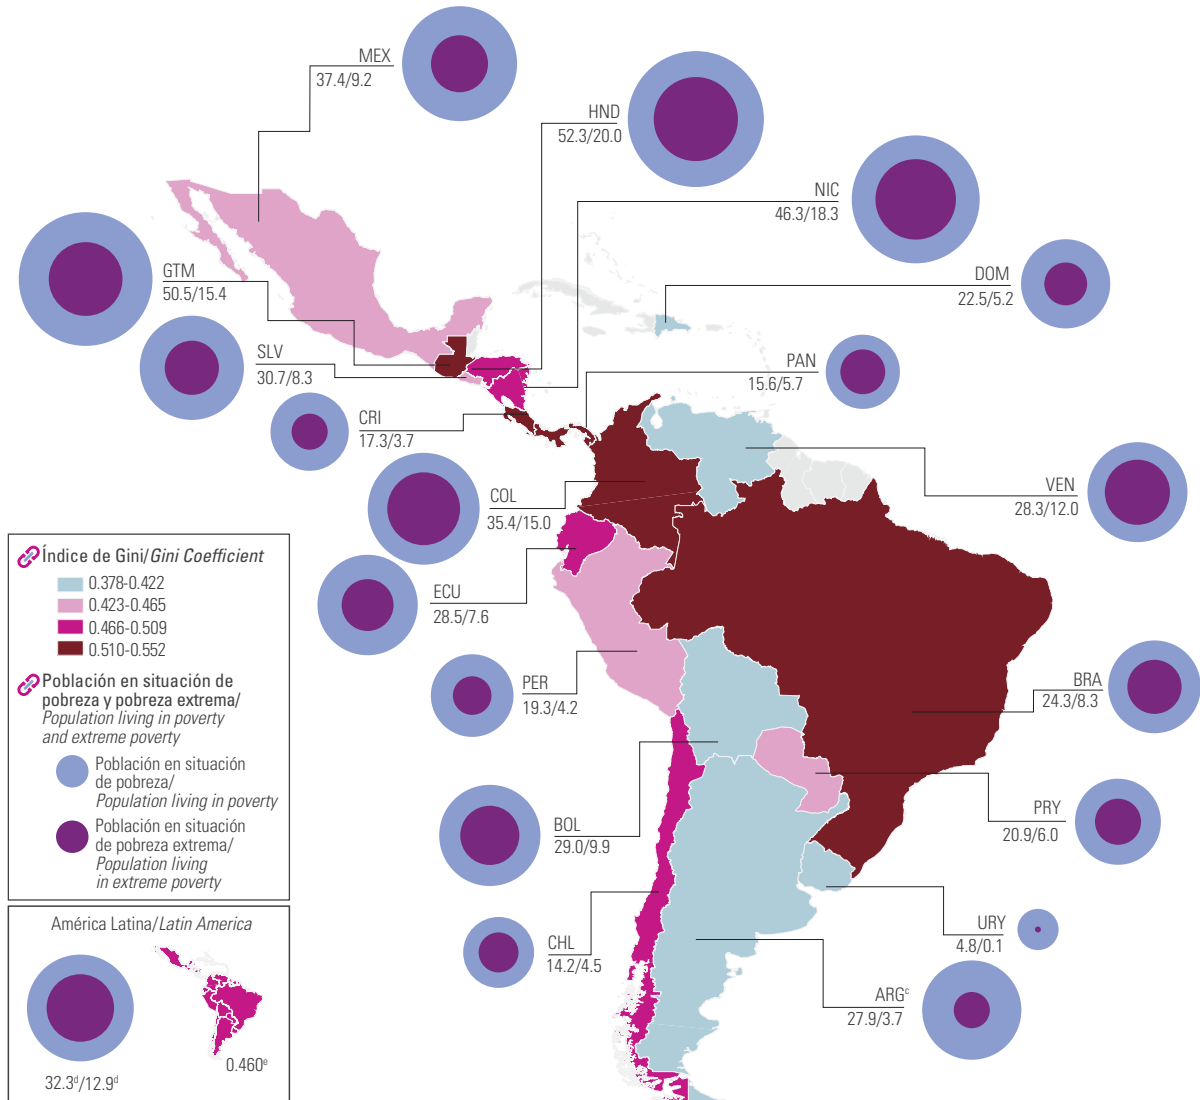 MEX
37.4/9.2
HND
52.3/20.0
NIC
46.3/18.3
GTM
50.5/15.4
DOM
22.5/5.2
SLV
30.7/8.3
PAN
15.6/5.7
CRI
17.3/3.7
COL
35.4/15.0
VEN
28.3/12.0
ECU
28.5/7.6
PER
19.3/4.2
BRA
24.3/8.3
BOL
29.0/9.9
PRY
20.9/6.0
CHL
14.2/4.5
URY
4.8/0.1
ARGᶜ
27.9/3.7
Índice de Gini/Gini Coefficient
0.378-0.422
0.423-0.465
0.466-0.509
0.510-0.552
Población en situación de
pobreza y pobreza extrema/
Population living in poverty
and extreme poverty
Población en situación
de pobreza/
Population living in poverty
Población en situación
de pobreza extrema/
Population living
in extreme poverty
América Latina/Latin America
0.460ᵉ
32.3ᵈ/12.9ᵈ